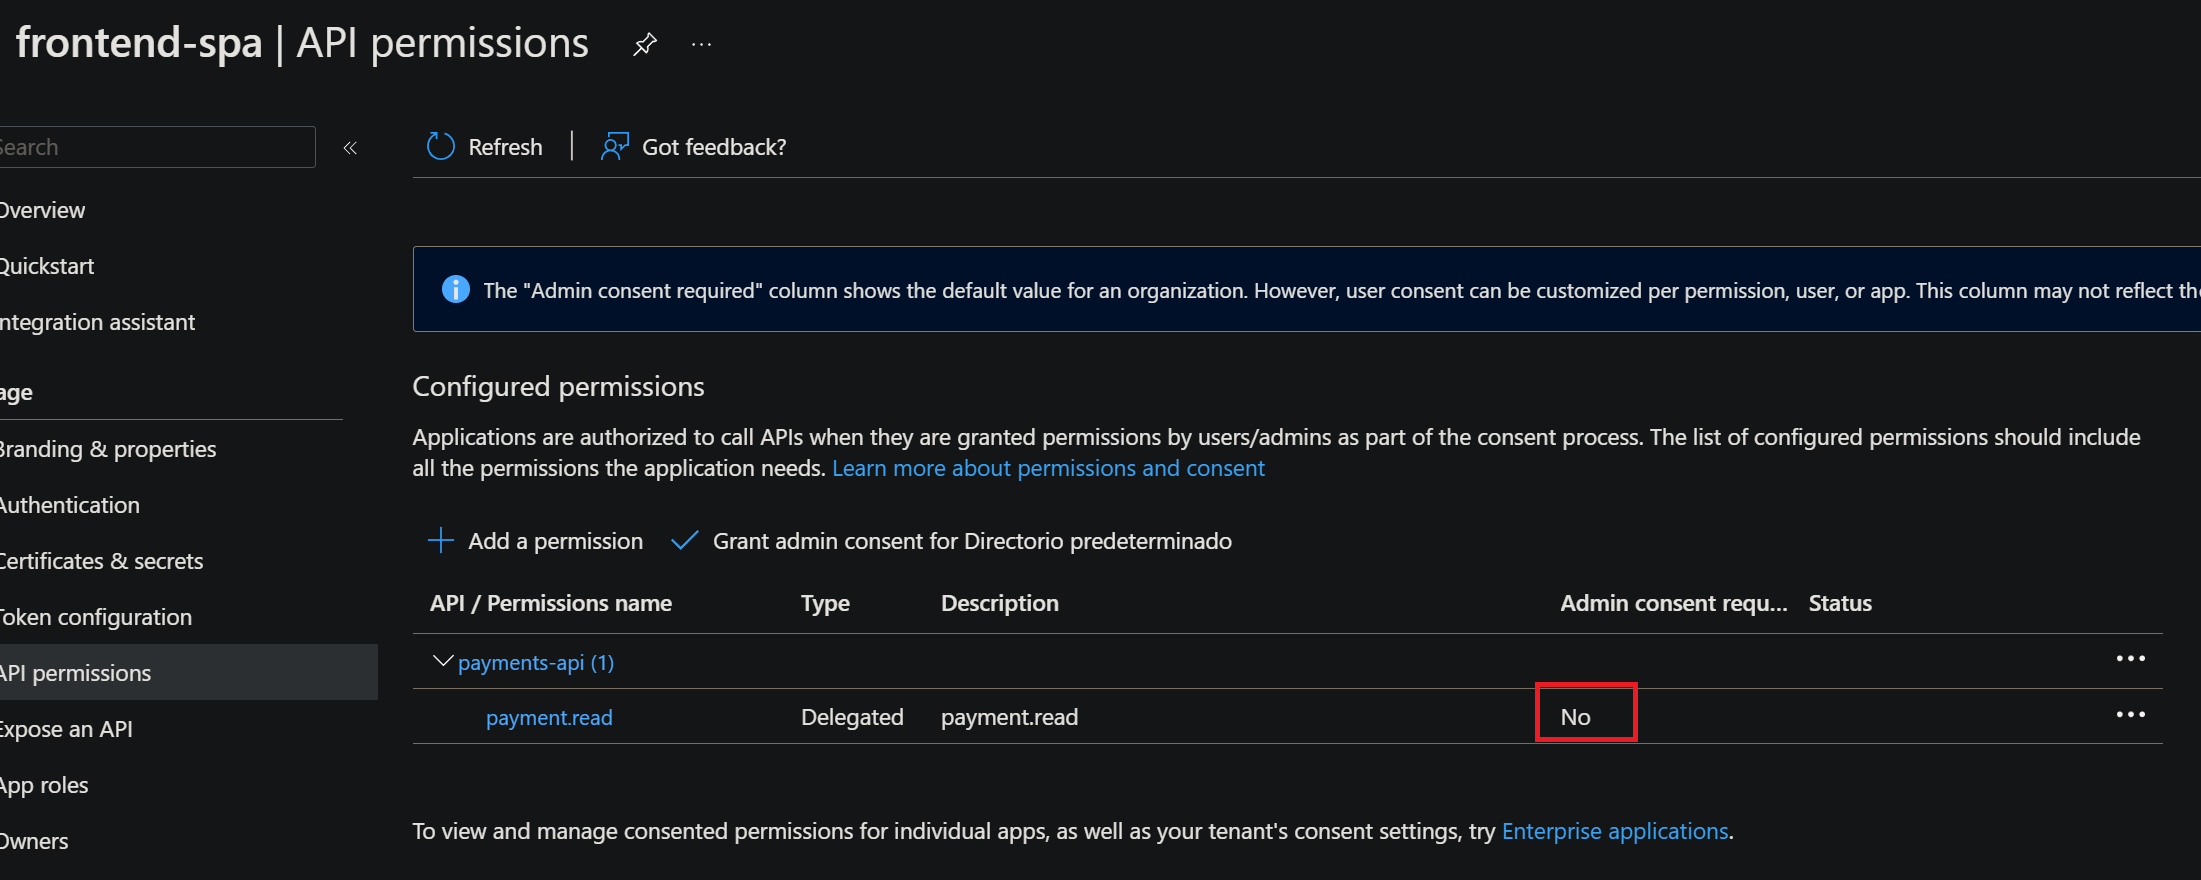 frontend-spa | API permissions
Search
Refresh | Got feedback?
Overview
Quickstart
Integration assistant
The "Admin consent required" column shows the default value for an organization. However, user consent can be customized per permission, user, or app. This column may not reflect the
age
Branding & properties
Authentication
Certificates & secrets
Token configuration
API permissions
Expose an API
App roles
Owners
Configured permissions
Applications are authorized to call APIs when they are granted permissions by users/admins as part of the consent process. The list of configured permissions should include
all the permissions the application needs. Learn more about permissions and consent
Add a permission Grant admin consent for Directorio predeterminado
API / Permissions name Type Description Admin consent requ... Status
payments-api (1)
payment.read Delegated payment.read No
To view and manage consented permissions for individual apps, as well as your tenant's consent settings, try Enterprise applications.